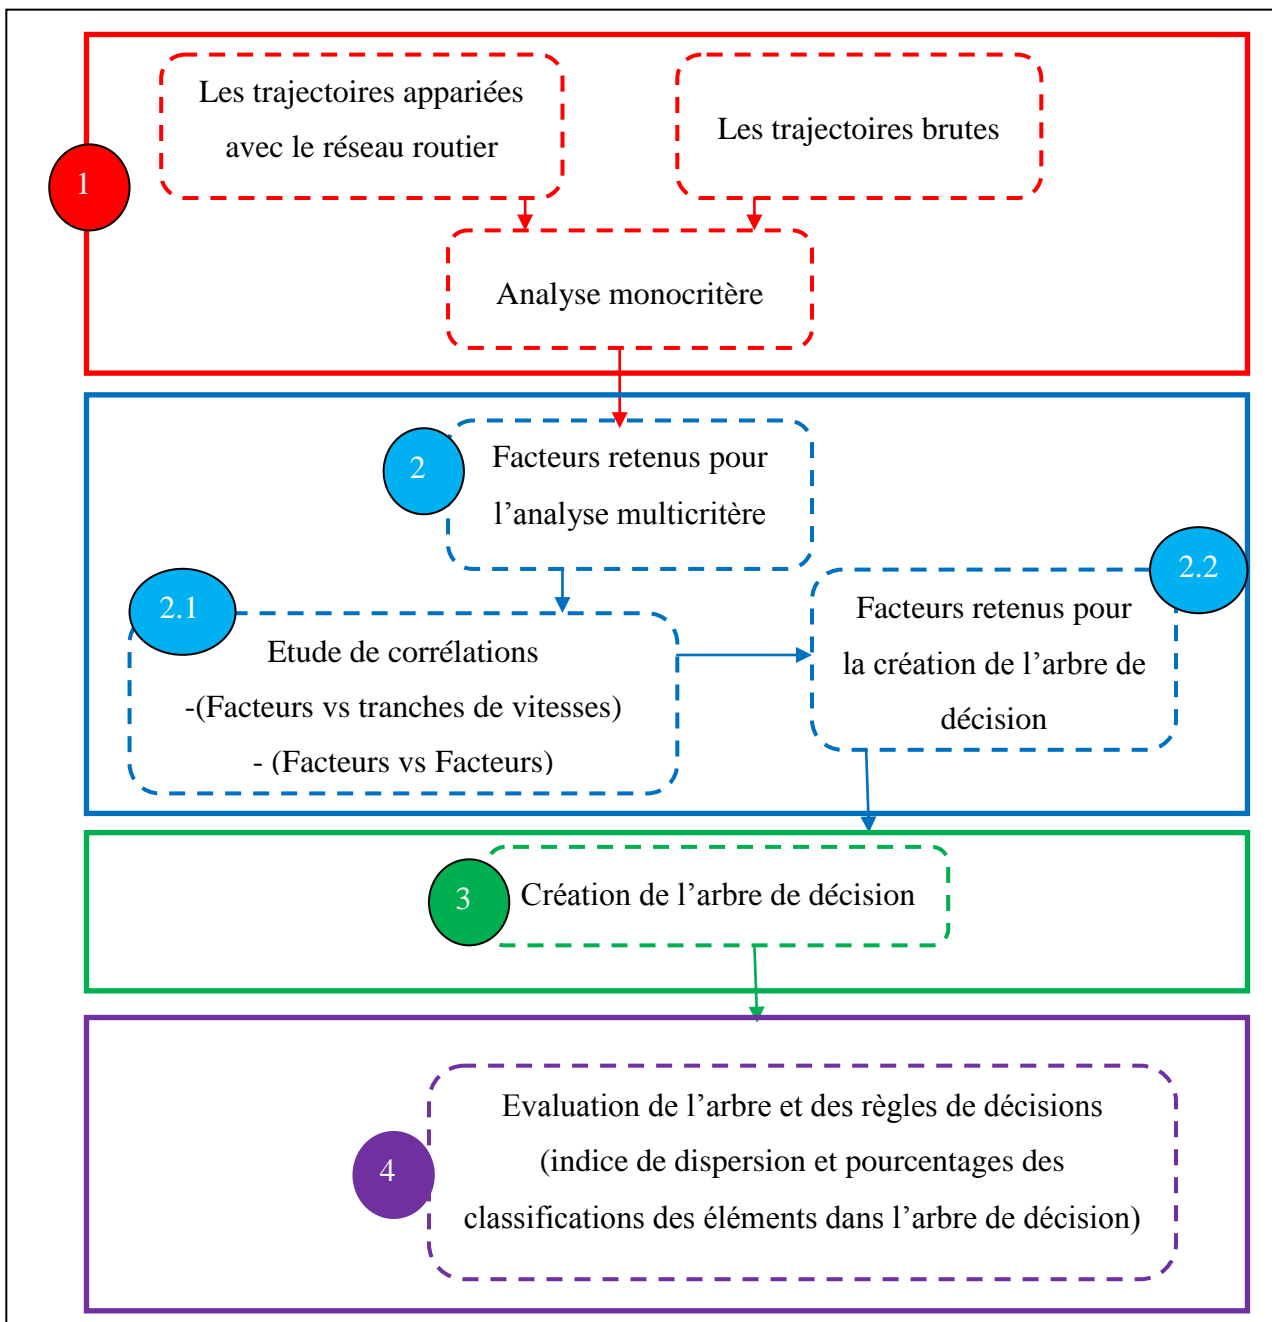 Les trajectoires appariées
avec le réseau routier
Les trajectoires brutes
1
Analyse monocritère
2
Facteurs retenus pour
l’analyse multicritère
2.1
Etude de corrélations
-(Facteurs vs tranches de vitesses)
- (Facteurs vs Facteurs)
2.2
Facteurs retenus pour
la création de l’arbre de
décision
3
Création de l’arbre de décision
4
Evaluation de l’arbre et des règles de décisions
(indice de dispersion et pourcentages des
classifications des éléments dans l’arbre de décision)